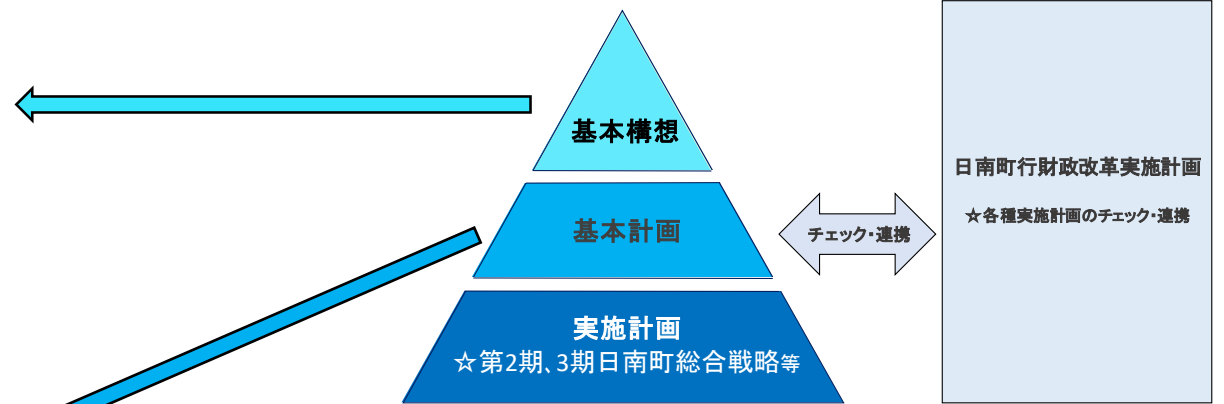 基本構想
基本計画
実施計画
☆第2期、3期日南町総合戦略等
チェック・連携
日南町行財政改革実施計画
☆各種実施計画のチェック・連携